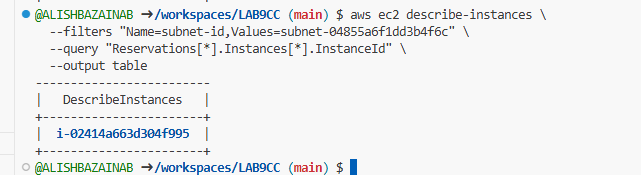 @ALISHBAZAINAB ➜/workspaces/LAB9CC (main) $ aws ec2 describe-instances \
  --filters "Name=subnet-id,Values=subnet-04855a6f1dd3b4f6c" \
  --query "Reservations[*].Instances[*].InstanceId" \
  --output table
-----------------------
|  DescribeInstances  |
+---------------------+
|  i-02414a663d304f995  |
+---------------------+
@ALISHBAZAINAB ➜/workspaces/LAB9CC (main) $